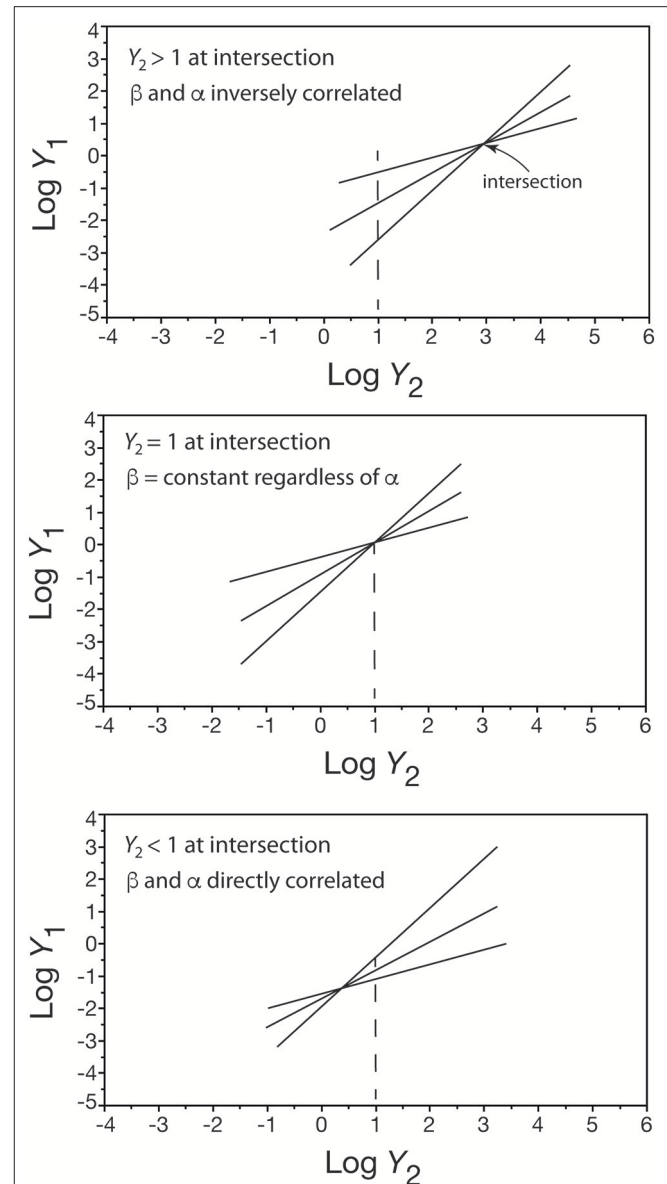 Y₂ > 1 at intersection
β and α inversely correlated
intersection
Log Y₁
4
3
2
1
0
-1
-2
-3
-4
-5
-4 -3 -2 -1 0 1 2 3 4 5 6
Log Y₂
Y₂ = 1 at intersection
β = constant regardless of α
Log Y₁
4
3
2
1
0
-1
-2
-3
-4
-5
-4 -3 -2 -1 0 1 2 3 4 5 6
Log Y₂
Y₂ < 1 at intersection
β and α directly correlated
Log Y₁
4
3
2
1
0
-1
-2
-3
-4
-5
-4 -3 -2 -1 0 1 2 3 4 5 6
Log Y₂